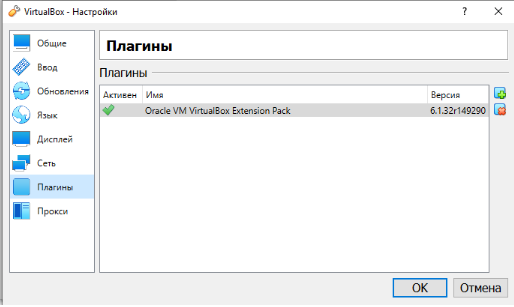 VirtualBox - Настройки
Общие
Ввод
Обновления
Язык
Дисплей
Сеть
Плагины
Прокси
Плагины
Плагины
Активен Имя Версия
Oracle VM VirtualBox Extension Pack 6.1.32r149290
OK Отмена